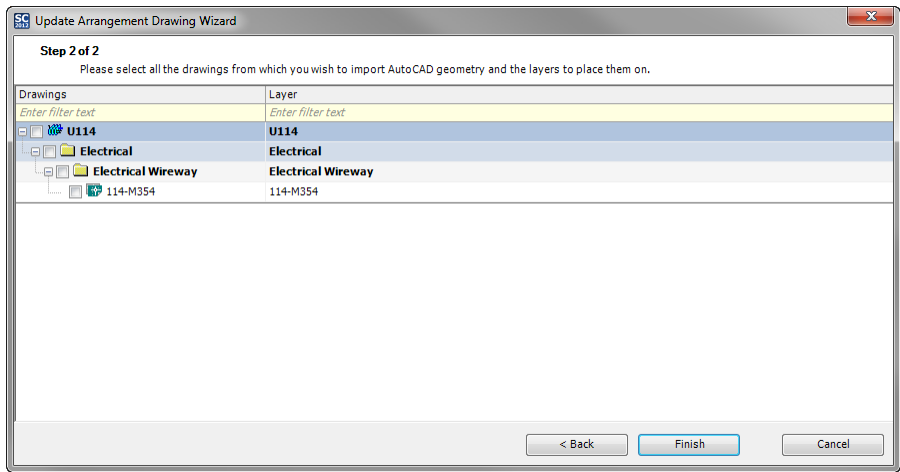 SC 2012 Update Arrangement Drawing Wizard
Step 2 of 2
Please select all the drawings from which you wish to import AutoCAD geometry and the layers to place them on.
Drawings Layer
Enter filter text Enter filter text
U114 U114
Electrical Electrical
Electrical Wireway Electrical Wireway
114-M354 114-M354
< Back Finish Cancel